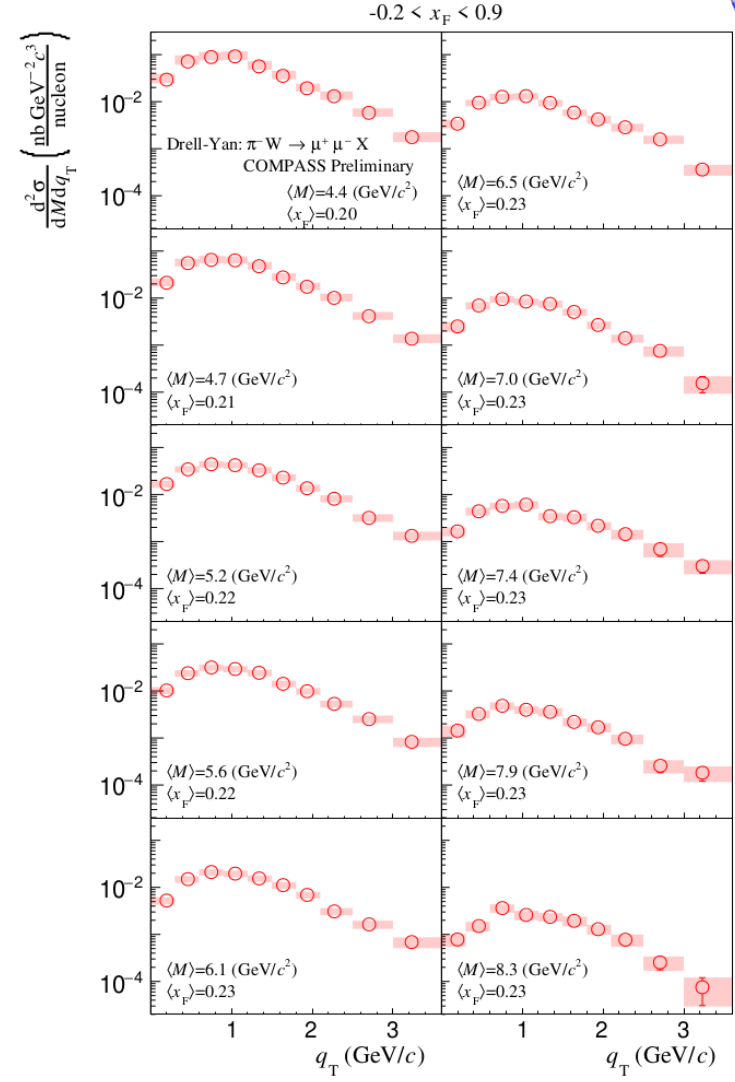 -0.2 < x_F < 0.9
d²σ/dMdq_T (nb GeV⁻²c³/nucleon)
10⁻²
10⁻⁴
Drell-Yan: π⁻W → μ⁺ μ⁻ X
COMPASS Preliminary
⟨M⟩=4.4 (GeV/c²)
⟨x_F⟩=0.20
⟨M⟩=6.5 (GeV/c²)
⟨x_F⟩=0.23
10⁻²
10⁻⁴
⟨M⟩=4.7 (GeV/c²)
⟨x_F⟩=0.21
⟨M⟩=7.0 (GeV/c²)
⟨x_F⟩=0.23
10⁻²
10⁻⁴
⟨M⟩=5.2 (GeV/c²)
⟨x_F⟩=0.22
⟨M⟩=7.4 (GeV/c²)
⟨x_F⟩=0.23
10⁻²
10⁻⁴
⟨M⟩=5.6 (GeV/c²)
⟨x_F⟩=0.22
⟨M⟩=7.9 (GeV/c²)
⟨x_F⟩=0.23
10⁻²
10⁻⁴
⟨M⟩=6.1 (GeV/c²)
⟨x_F⟩=0.23
⟨M⟩=8.3 (GeV/c²)
⟨x_F⟩=0.23
1 2 3 1 2 3
q_T (GeV/c) q_T (GeV/c)